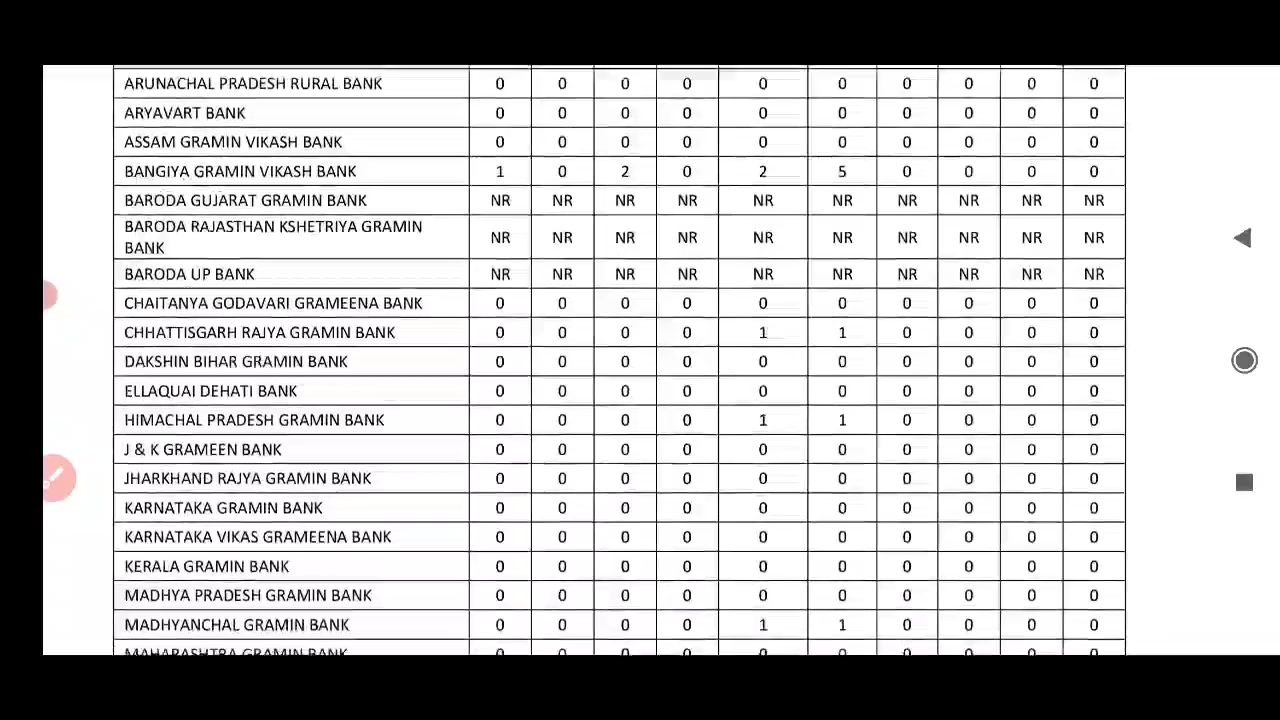 ARUNACHAL PRADESH RURAL BANK 0 0 0 0 0 0 0 0 0 0
ARYAVART BANK 0 0 0 0 0 0 0 0 0 0
ASSAM GRAMIN VIKASH BANK 0 0 0 0 0 0 0 0 0 0
BANGIYA GRAMIN VIKASH BANK 1 0 2 0 2 5 0 0 0 0
BARODA GUJARAT GRAMIN BANK NR NR NR NR NR NR NR NR NR NR
BARODA RAJASTHAN KSHETRIYA GRAMIN
BANK NR NR NR NR NR NR NR NR NR NR
BARODA UP BANK NR NR NR NR NR NR NR NR NR NR
CHAITANYA GODAVARI GRAMEENA BANK 0 0 0 0 0 0 0 0 0 0
CHHATTISGARH RAJYA GRAMIN BANK 0 0 0 0 1 1 0 0 0 0
DAKSHIN BIHAR GRAMIN BANK 0 0 0 0 0 0 0 0 0 0
ELLAQUAI DEHATI BANK 0 0 0 0 0 0 0 0 0 0
HIMACHAL PRADESH GRAMIN BANK 0 0 0 0 1 1 0 0 0 0
J & K GRAMEEN BANK 0 0 0 0 0 0 0 0 0 0
JHARKHAND RAJYA GRAMIN BANK 0 0 0 0 0 0 0 0 0 0
KARNATAKA GRAMIN BANK 0 0 0 0 0 0 0 0 0 0
KARNATAKA VIKAS GRAMEENA BANK 0 0 0 0 0 0 0 0 0 0
KERALA GRAMIN BANK 0 0 0 0 0 0 0 0 0 0
MADHYA PRADESH GRAMIN BANK 0 0 0 0 0 0 0 0 0 0
MADHYANCHAL GRAMIN BANK 0 0 0 0 1 1 0 0 0 0
MAHARASHTRA GRAMIN BANK 0 0 0 0 0 0 0 0 0 0